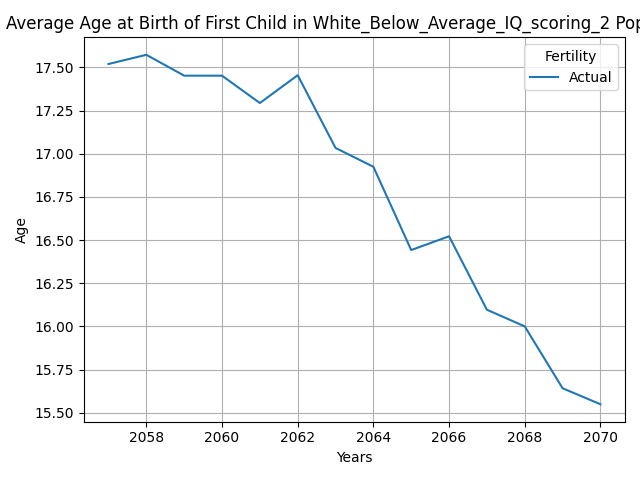 Average Age at Birth of First Child in White_Below_Average_IQ_scoring_2 Pop
Fertility
Actual
17.50
17.25
17.00
16.75
16.50
16.25
16.00
15.75
15.50
Age
2058 2060 2062 2064 2066 2068 2070
Years